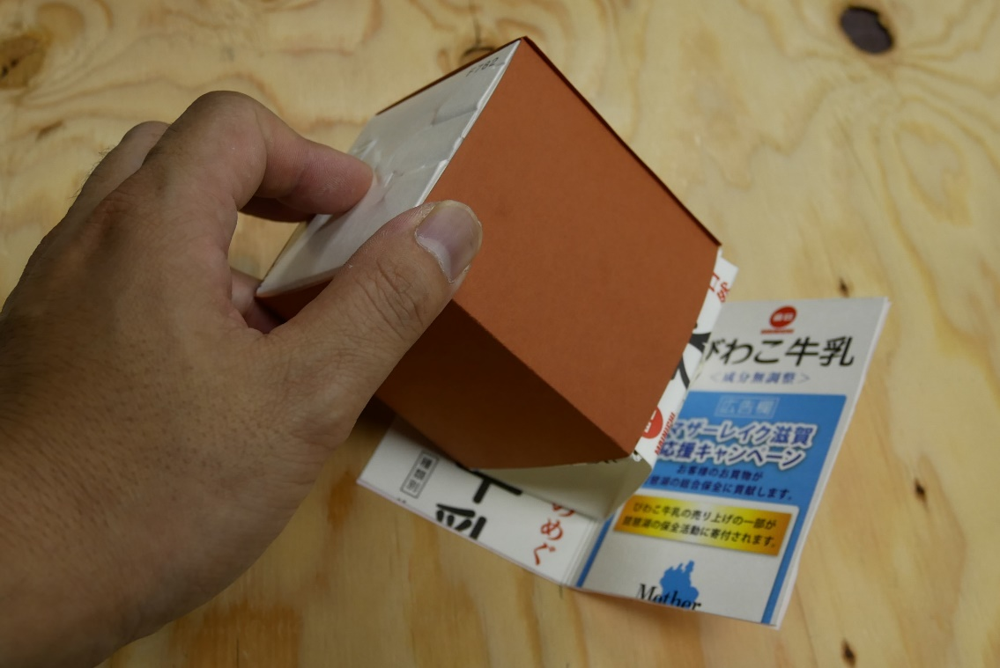 びわこ牛乳
<成分無調整>
広告欄
マザーレイク滋賀
応援キャンペーン
お客様のお買物が
琵琶湖の総合保全に貢献します。
びわこ牛乳の売り上げの一部が
琵琶湖の保全活動に寄付されます。
Mother
種類別
めぐ